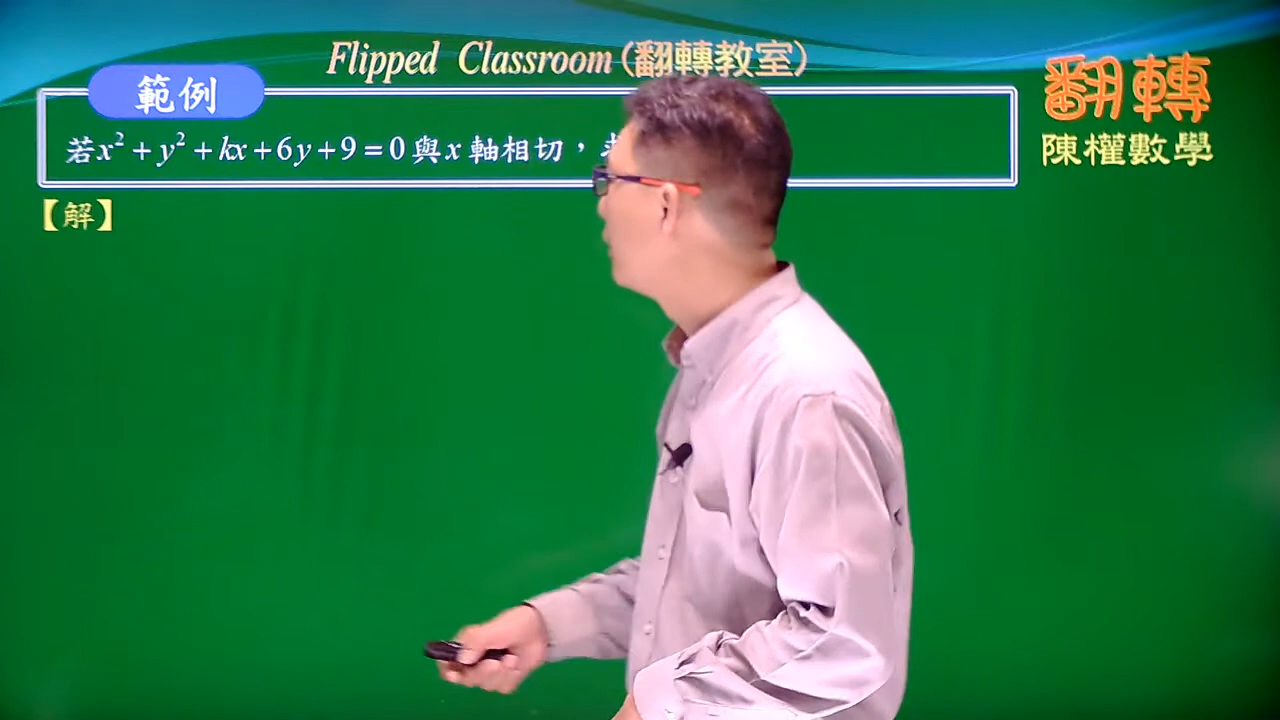 Flipped Classroom (翻轉教室)
翻轉
陳權數學
範例
若x²+y²+kx+6y+9=0與x軸相切，
【解】